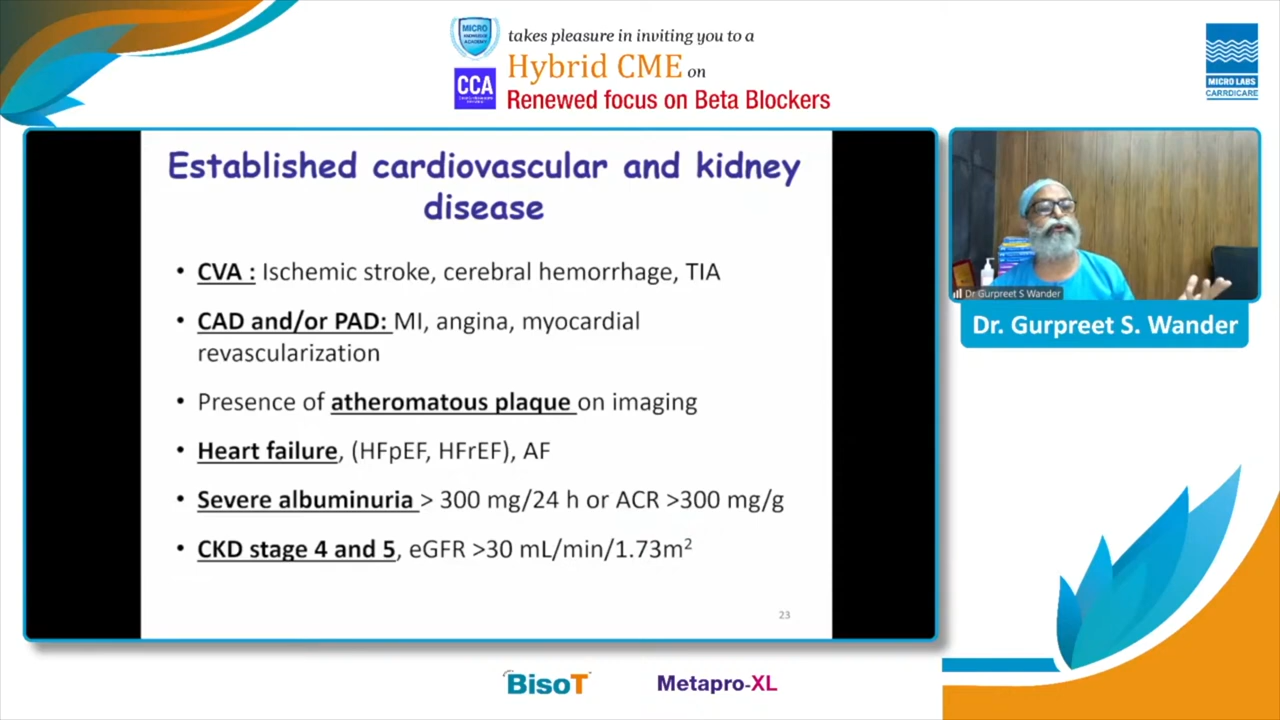 MICRO
KNOWLEDGE
ACADEMY
CCA
takes pleasure in inviting you to a
Hybrid CME on
Renewed focus on Beta Blockers
MICRO LABS
CARRDICARE
Established cardiovascular and kidney
disease
• CVA : Ischemic stroke, cerebral hemorrhage, TIA
• CAD and/or PAD: MI, angina, myocardial
revascularization
• Presence of atheromatous plaque on imaging
• Heart failure, (HFpEF, HFrEF), AF
• Severe albuminuria > 300 mg/24 h or ACR >300 mg/g
• CKD stage 4 and 5, eGFR >30 mL/min/1.73m²
23
Dr Gurpreet S Wander
Dr. Gurpreet S. Wander
BisoT
Metapro-XL